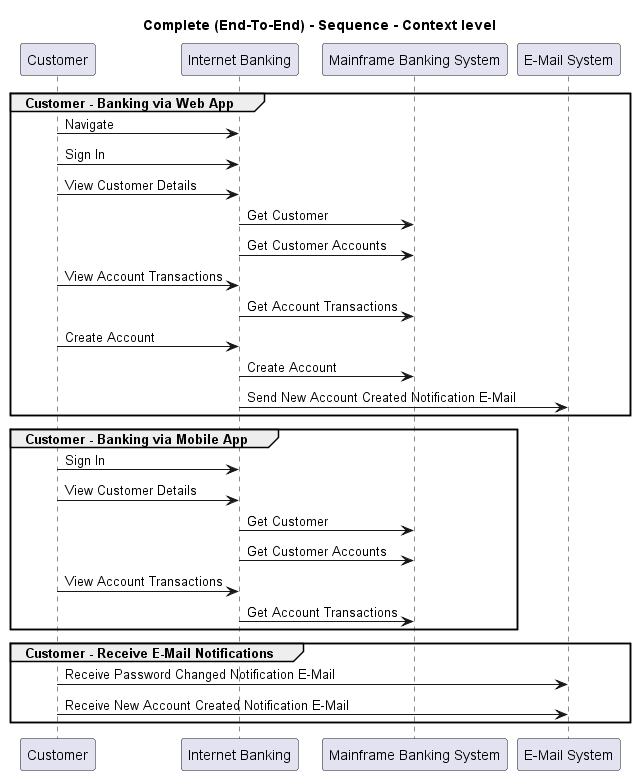 Complete (End-To-End) - Sequence - Context level
Customer Internet Banking Mainframe Banking System E-Mail System
Customer - Banking via Web App
Navigate
Sign In
View Customer Details
Get Customer
Get Customer Accounts
View Account Transactions
Get Account Transactions
Create Account
Create Account
Send New Account Created Notification E-Mail
Customer - Banking via Mobile App
Sign In
View Customer Details
Get Customer
Get Customer Accounts
View Account Transactions
Get Account Transactions
Customer - Receive E-Mail Notifications
Receive Password Changed Notification E-Mail
Receive New Account Created Notification E-Mail
Customer Internet Banking Mainframe Banking System E-Mail System